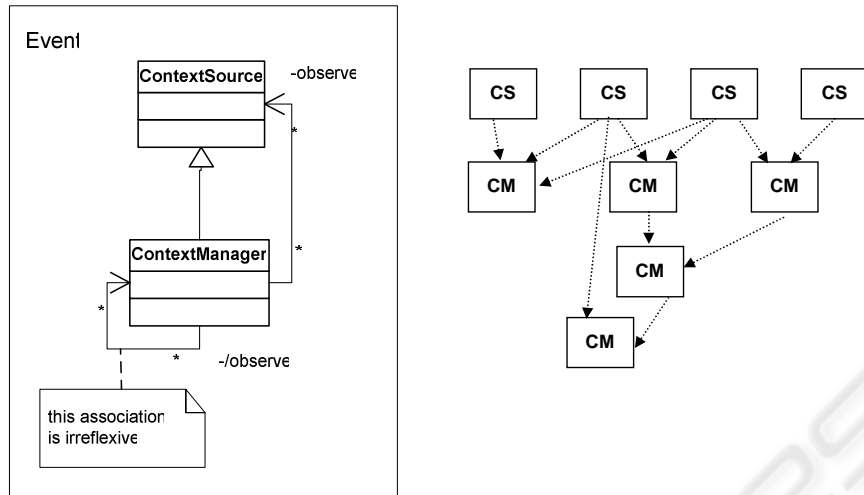 Event
ContextSource
-observe
*
*
ContextManager
*
*
-/observe
this association
is irreflexive
CS CS CS CS
CM CM CM
CM
CM